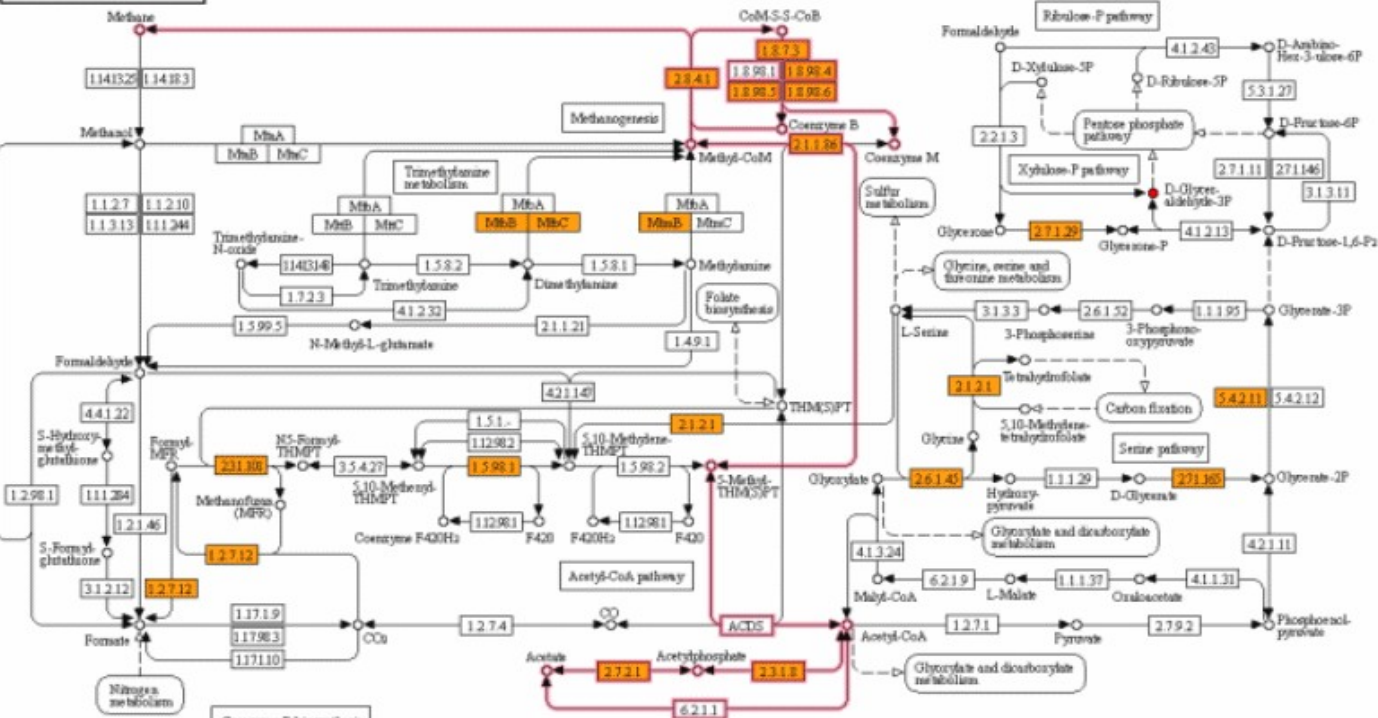 Methane
CoM-S-S-CoB
Ribulose-P pathway
Formaldehyde
4.1.2.43
D-Arabino-
Hex-3-ulose-6P
1.8.7.3
1.14.13.25 1.14.18.3
2.8.4.1
1.8.98.1 1.8.98.4
1.8.98.5 1.8.98.6
D-Xylulose-5P
D-Ribulose-5P
5.3.1.27
Methanogenesis
Coenzyme B
Pentose phosphate
pathway
D-Fructose-6P
Methanol
MtaA
MtaB MtaC
2.2.1.3
2.1.1.86
Methyl-CoM
Coenzyme M
Trimethylamine
metabolism
Xylulose-P pathway
2.7.1.11 2.7.1.146
Sulfur
metabolism
D-Glycer-
aldehyde-3P
3.1.3.11
1.1.2.7 1.1.2.10
1.1.3.13 1.1.1.244
MtbA
MttB MttC
MtbA
MtbB MtbC
MtbA
MtmB MtmC
Glycerone
2.7.1.29
Glycerone-P
4.1.2.13
D-Fructose-1,6-P2
Trimethylamine-
N-oxide
1.14.13.148
1.5.8.2
1.5.8.1
Methylamine
Trimethylamine
Dimethylamine
Glycine, serine and
threonine metabolism
1.7.2.3
4.1.2.32
Folate
biosynthesis
1.5.99.5
2.1.1.21
N-Methyl-L-glutamate
L-Serine
3.1.3.3
3-Phosphoserine
2.6.1.52
3-Phosphono-
oxypyruvate
1.1.1.95
Glycerate-3P
1.4.9.1
Formaldehyde
Tetrahydrofolate
4.2.1.147
2.1.2.1
5.4.2.11 5.4.2.12
THM(S)PT
Carbon fixation
4.4.1.22
1.5.1.-
2.1.2.1
5,10-Methylene-
tetrahydrofolate
S-Hydroxy-
methyl-
glutathione
Formyl-
MFR
N5-Formyl-
THMPT
1.12.98.2
5,10-Methylene-
THMPT
Glycine
Serine pathway
2.3.1.101
3.5.4.27
1.5.98.1
1.5.98.2
5,10-Methenyl-
THMPT
5-Methyl-
THM(S)PT
Glyoxylate
2.6.1.45
Hydroxy-
pyruvate
1.1.1.29
D-Glycerate
2.7.1.165
Glycerate-2P
1.2.98.1
1.1.1.284
Methanofuran
(MFR)
1.2.1.46
1.12.98.1
1.12.98.1
Coenzyme F420H2
F420
F420H2
F420
Glyoxylate and dicarboxylate
metabolism
S-Formyl-
glutathione
1.2.7.12
4.1.3.24
4.2.1.11
3.1.2.12
1.2.7.12
Acetyl-CoA pathway
6.2.1.9
1.1.1.37
4.1.1.31
Malyl-CoA
L-Malate
Oxaloacetate
1.17.1.9
1.17.98.3
1.17.1.10
Formate
CO2
1.2.7.4
CO
ACDS
Acetyl-CoA
1.2.7.1
Pyruvate
2.7.9.2
Phosphoenol-
pyruvate
Acetate
2.7.2.1
Acetylphosphate
2.3.1.8
Glyoxylate and dicarboxylate
metabolism
Nitrogen
metabolism
6.2.1.1